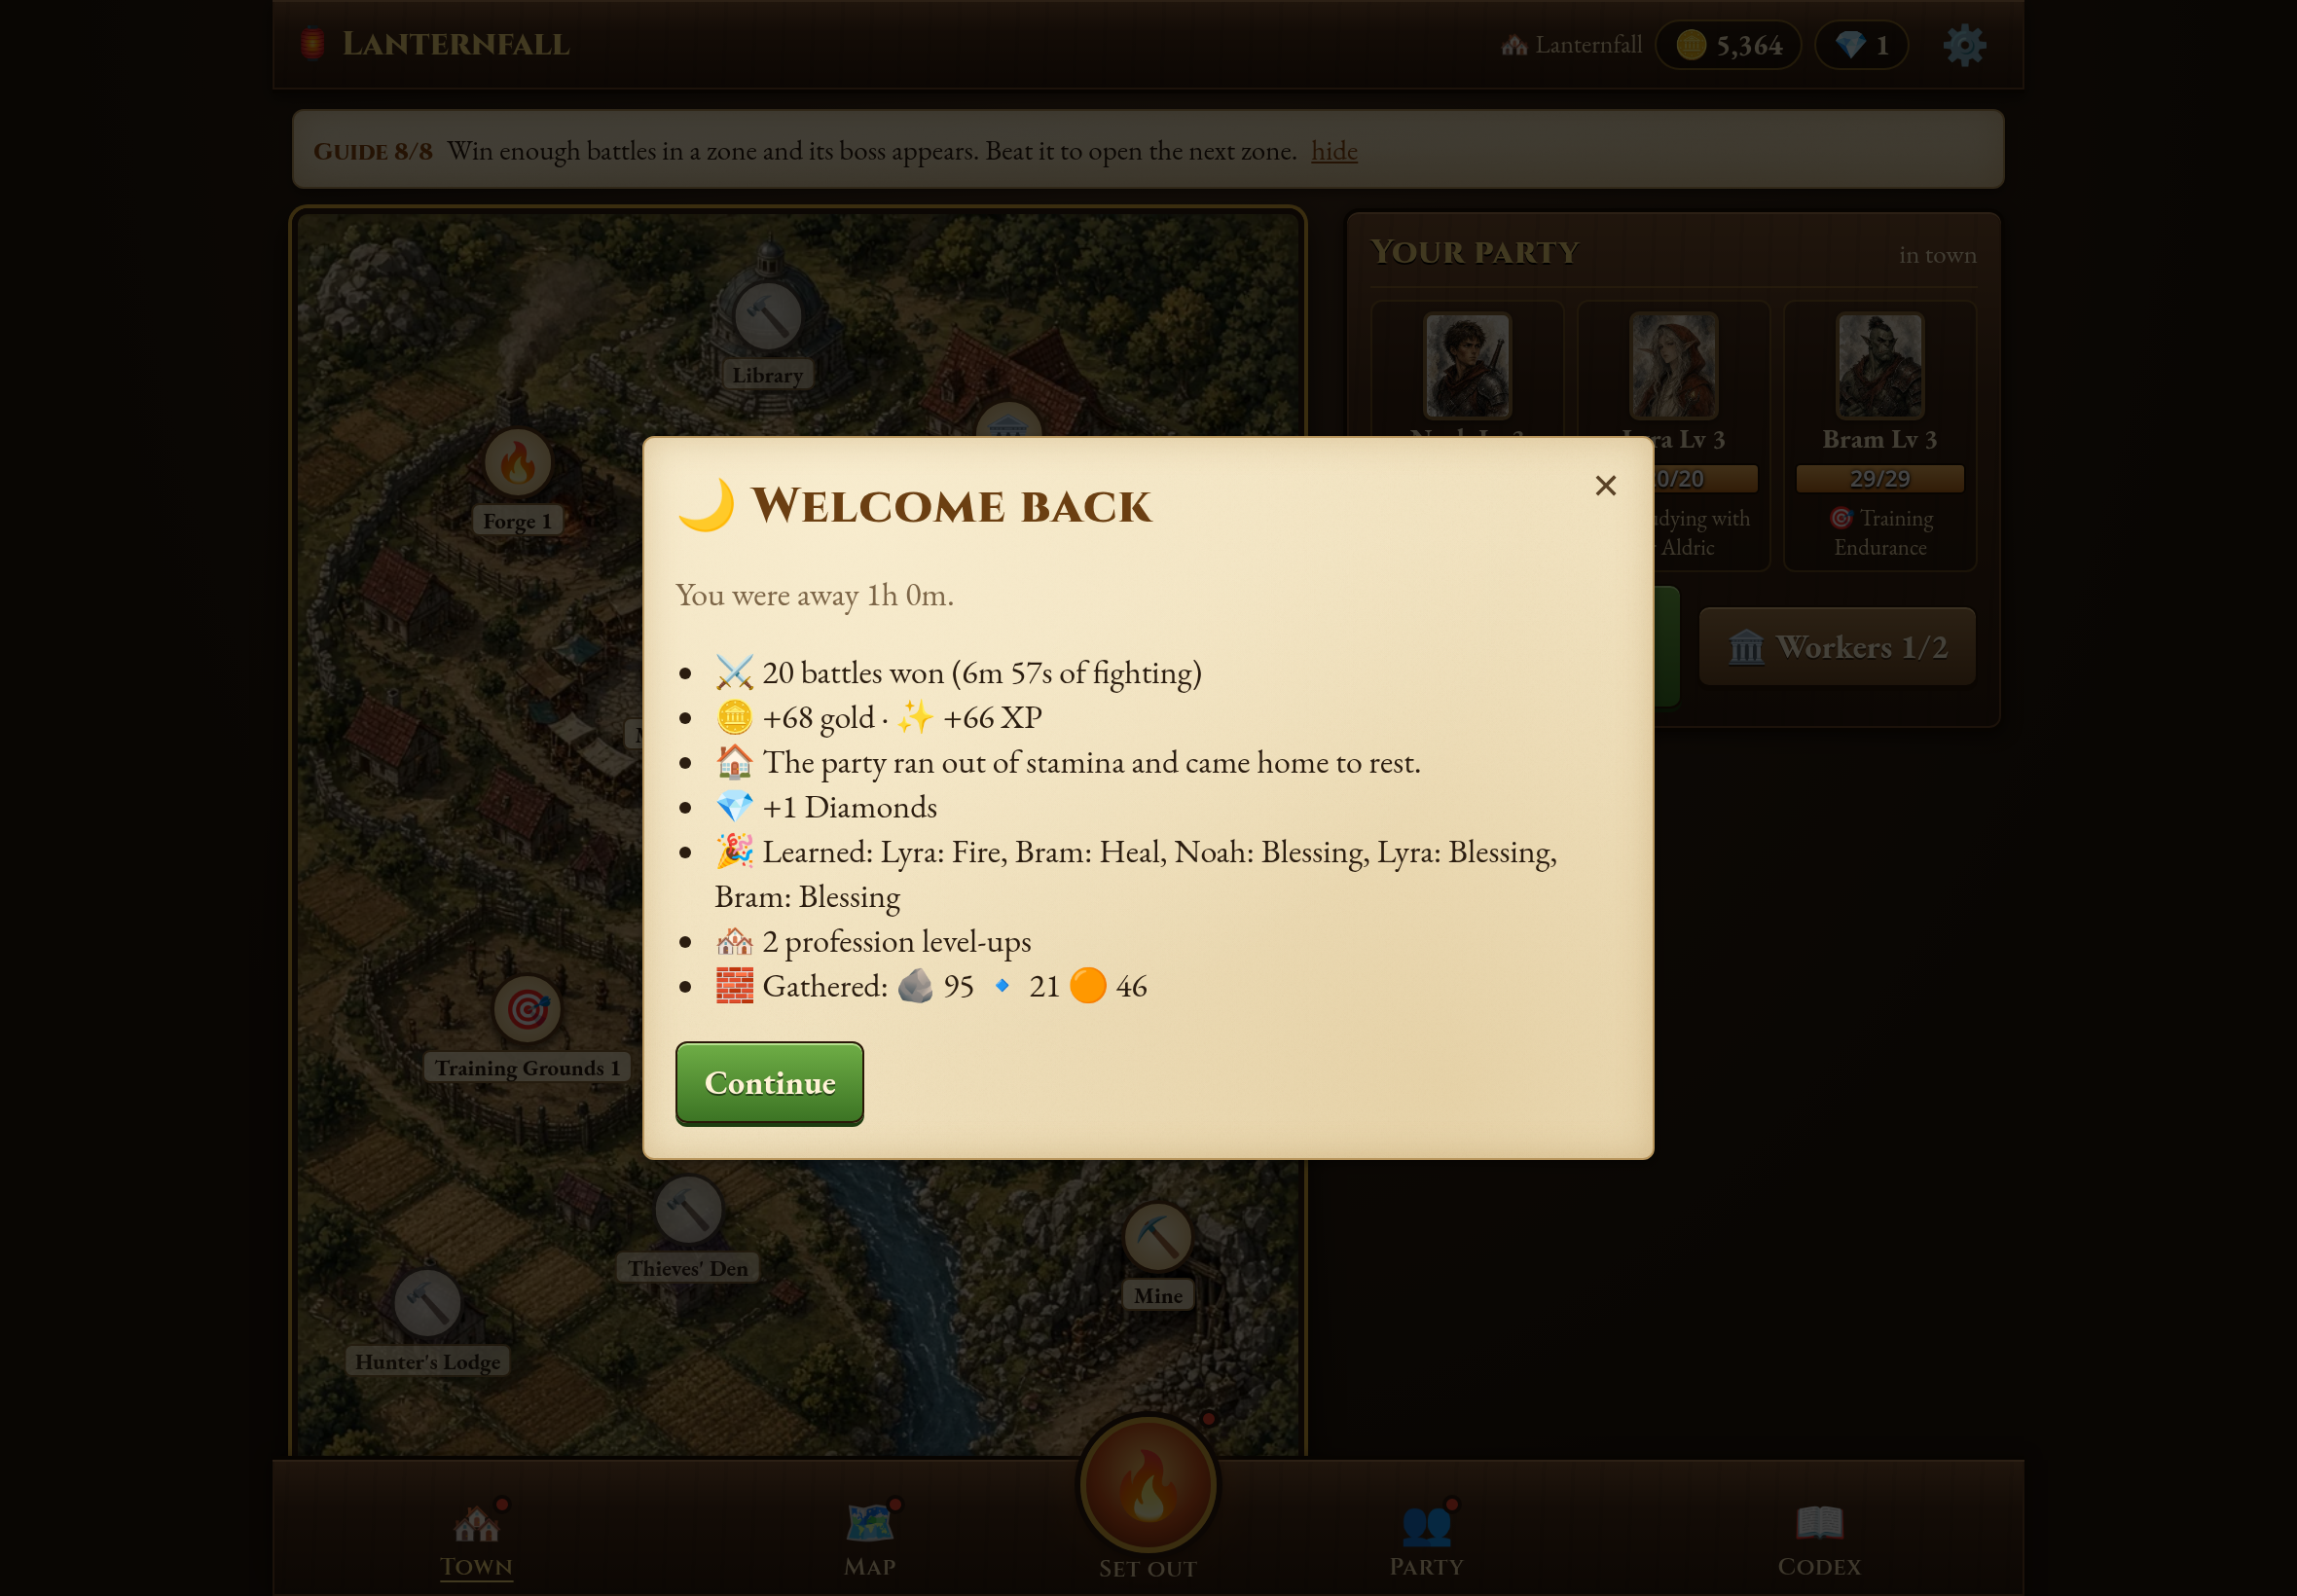 LANTERNFALL
Lanternfall
5,364
1
GUIDE 8/8 Win enough battles in a zone and its boss appears. Beat it to open the next zone. hide
Library
Forge 1
Training Grounds 1
Thieves' Den
Hunter's Lodge
Mine
YOUR PARTY
in town
Lv 3
Bram Lv 3
29/29
with
Aldric
Training
Endurance
Workers 1/2
WELCOME BACK
×
You were away 1h 0m.
20 battles won (6m 57s of fighting)
+68 gold · +66 XP
The party ran out of stamina and came home to rest.
+1 Diamonds
Learned: Lyra: Fire, Bram: Heal, Noah: Blessing, Lyra: Blessing,
Bram: Blessing
2 profession level-ups
Gathered: 95 21 46
Continue
TOWN
MAP
SET OUT
PARTY
CODEX